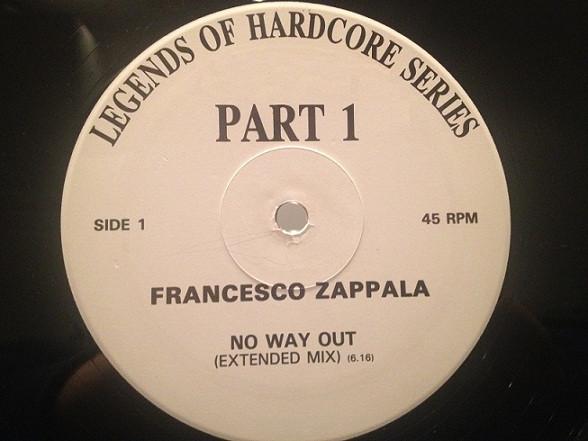 LEGENDS OF HARDCORE SERIES
PART 1
SIDE 1
45 RPM
FRANCESCO ZAPPALA
NO WAY OUT
(EXTENDED MIX) (6.16)